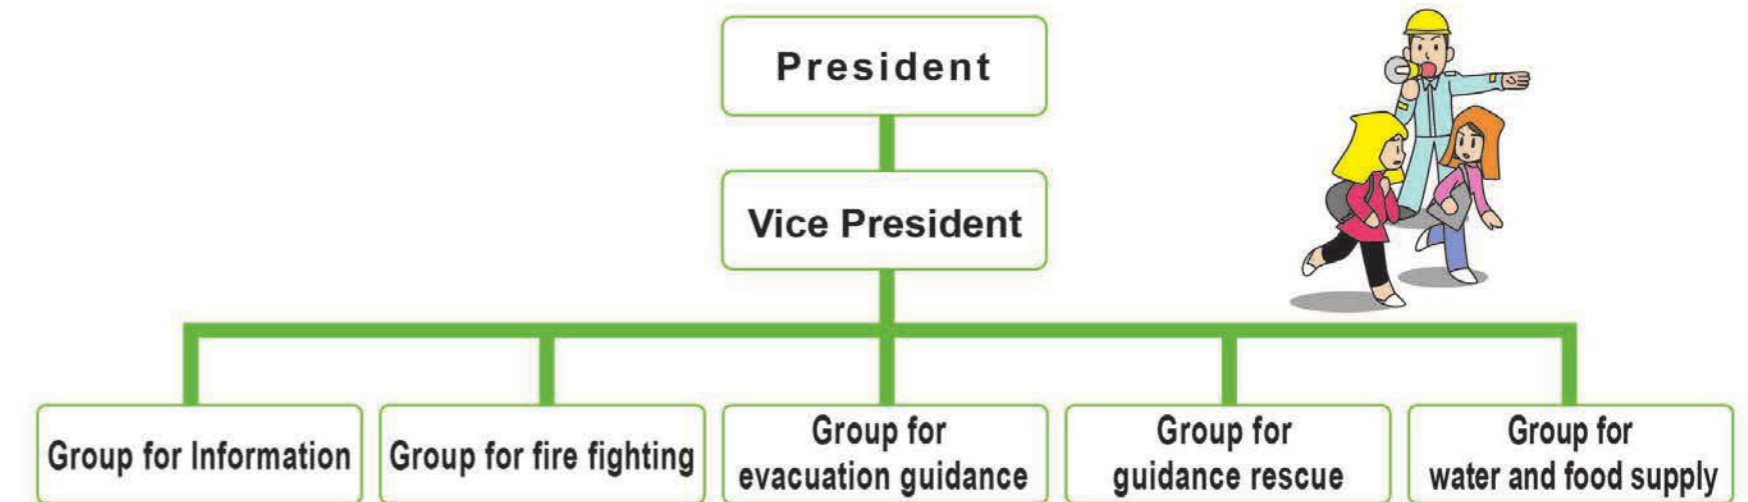 President
Vice President
Group for Information
Group for fire fighting
Group for
evacuation guidance
Group for
guidance rescue
Group for
water and food supply